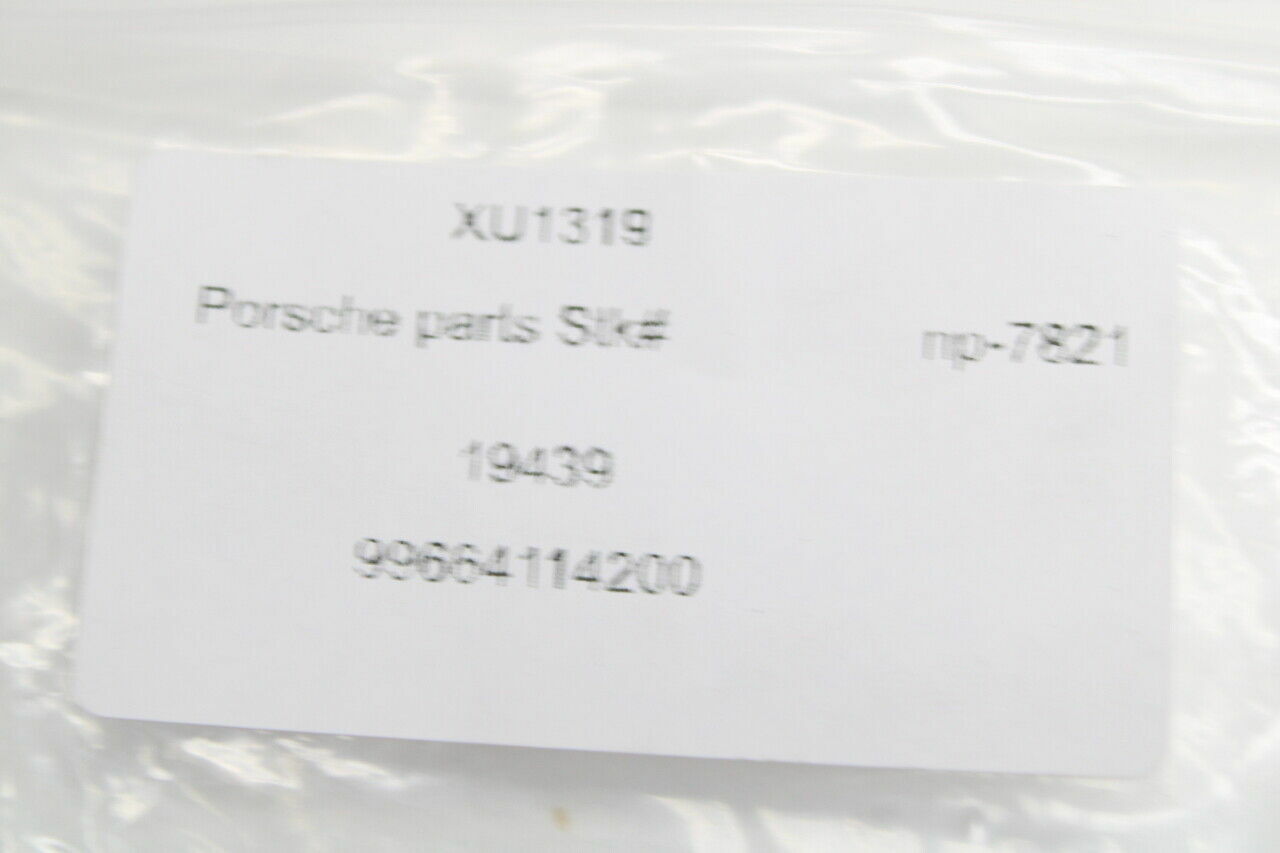 XU1319
Porsche parts Stk# np-7821
19439
99664114200